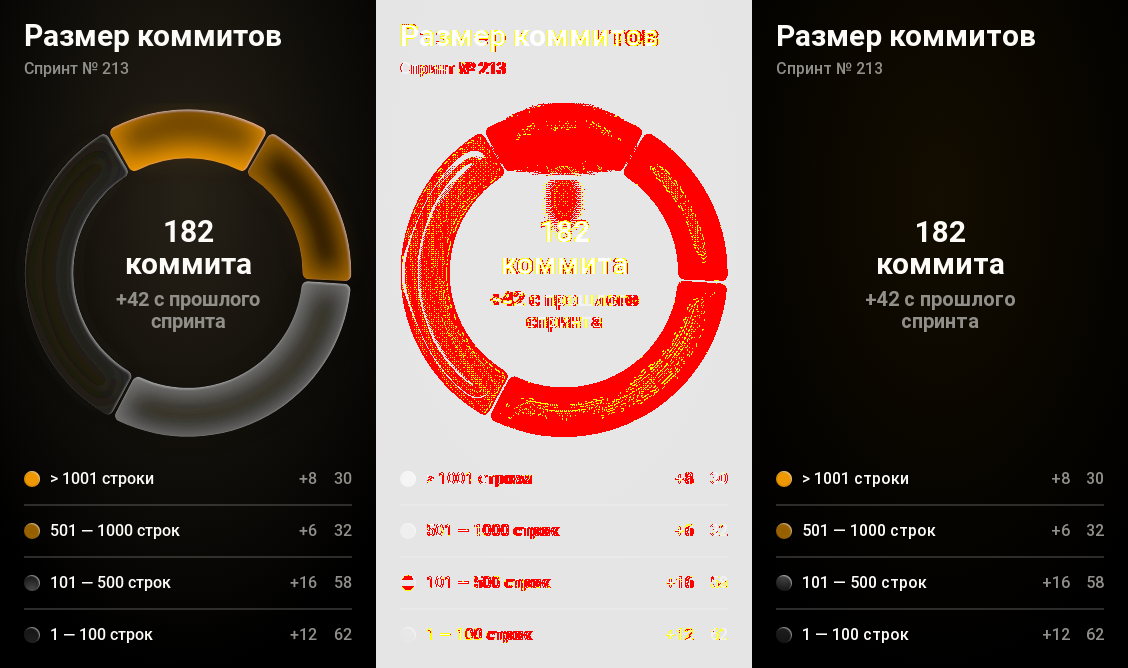 Размер коммитов
Спринт № 213
182
коммита
+42 с прошлого
спринта
> 1001 строки +8 30
501 — 1000 строк +6 32
101 — 500 строк +16 58
1 — 100 строк +12 62
Размер коммитов
Спринт № 213
182
коммита
+42 с прошлого
спринта
> 1001 строки +8 30
501 — 1000 строк +6 32
101 — 500 строк +16 58
1 — 100 строк +12 62
Размер коммитов
Спринт № 213
182
коммита
+42 с прошлого
спринта
> 1001 строки +8 30
501 — 1000 строк +6 32
101 — 500 строк +16 58
1 — 100 строк +12 62